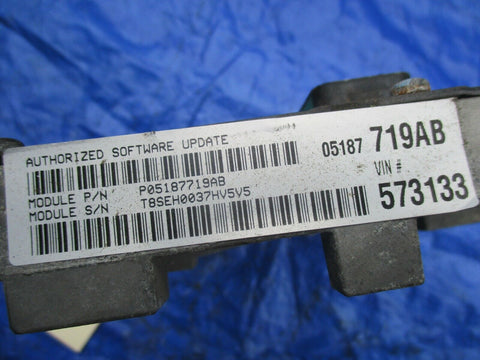 AUTHORIZED SOFTWARE UPDATE
05187 719AB
MODULE P/N P05187719AB
MODULE S/N T8SEH0037HV5V5
VIN #
573133